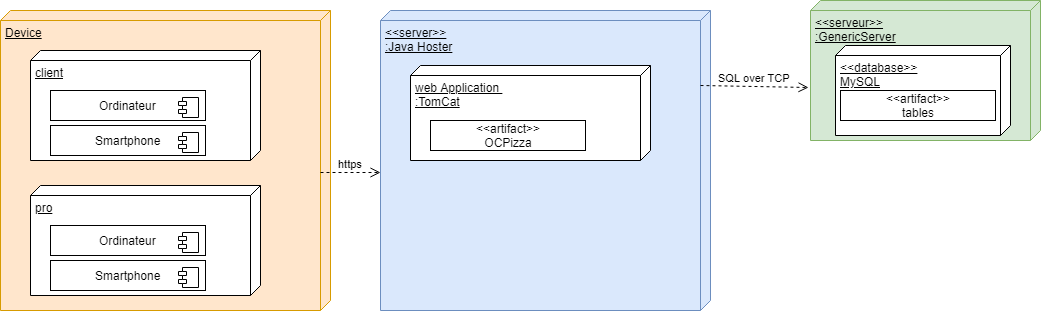 Device
client
Ordinateur
Smartphone
pro
Ordinateur
Smartphone
https
<<server>>
:Java Hoster
web Application
:TomCat
<<artifact>>
OCPizza
SQL over TCP
<<serveur>>
:GenericServer
<<database>>
MySQL
<<artifact>>
tables